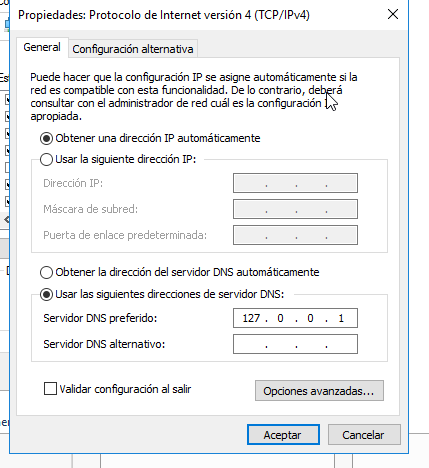 Propiedades: Protocolo de Internet versión 4 (TCP/IPv4)
General
Configuración alternativa
Puede hacer que la configuración IP se asigne automáticamente si la
red es compatible con esta funcionalidad. De lo contrario, deberá
consultar con el administrador de red cuál es la configuración IP
apropiada.
Obtener una dirección IP automáticamente
Usar la siguiente dirección IP:
Dirección IP:
Máscara de subred:
Puerta de enlace predeterminada:
Obtener la dirección del servidor DNS automáticamente
Usar las siguientes direcciones de servidor DNS:
Servidor DNS preferido: 127 . 0 . 0 . 1
Servidor DNS alternativo:
Validar configuración al salir
Opciones avanzadas...
Aceptar
Cancelar